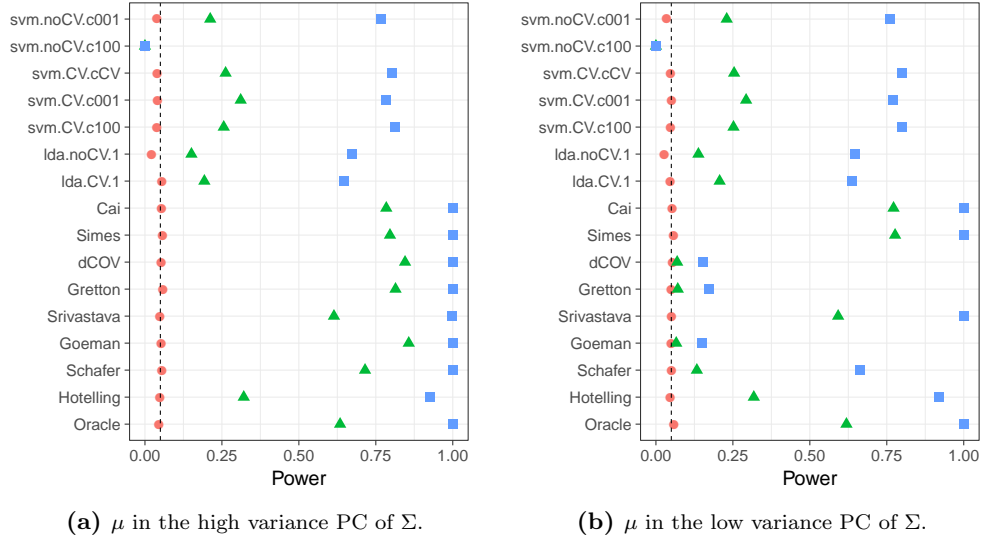 svm.noCV.c001
svm.noCV.c100
svm.CV.cCV
svm.CV.c001
svm.CV.c100
lda.noCV.1
lda.CV.1
Cai
Simes
dCOV
Gretton
Srivastava
Goeman
Schafer
Hotelling
Oracle
0.00 0.25 0.50 0.75 1.00
Power
(a) μ in the high variance PC of Σ.
svm.noCV.c001
svm.noCV.c100
svm.CV.cCV
svm.CV.c001
svm.CV.c100
lda.noCV.1
lda.CV.1
Cai
Simes
dCOV
Gretton
Srivastava
Goeman
Schafer
Hotelling
Oracle
0.00 0.25 0.50 0.75 1.00
Power
(b) μ in the low variance PC of Σ.